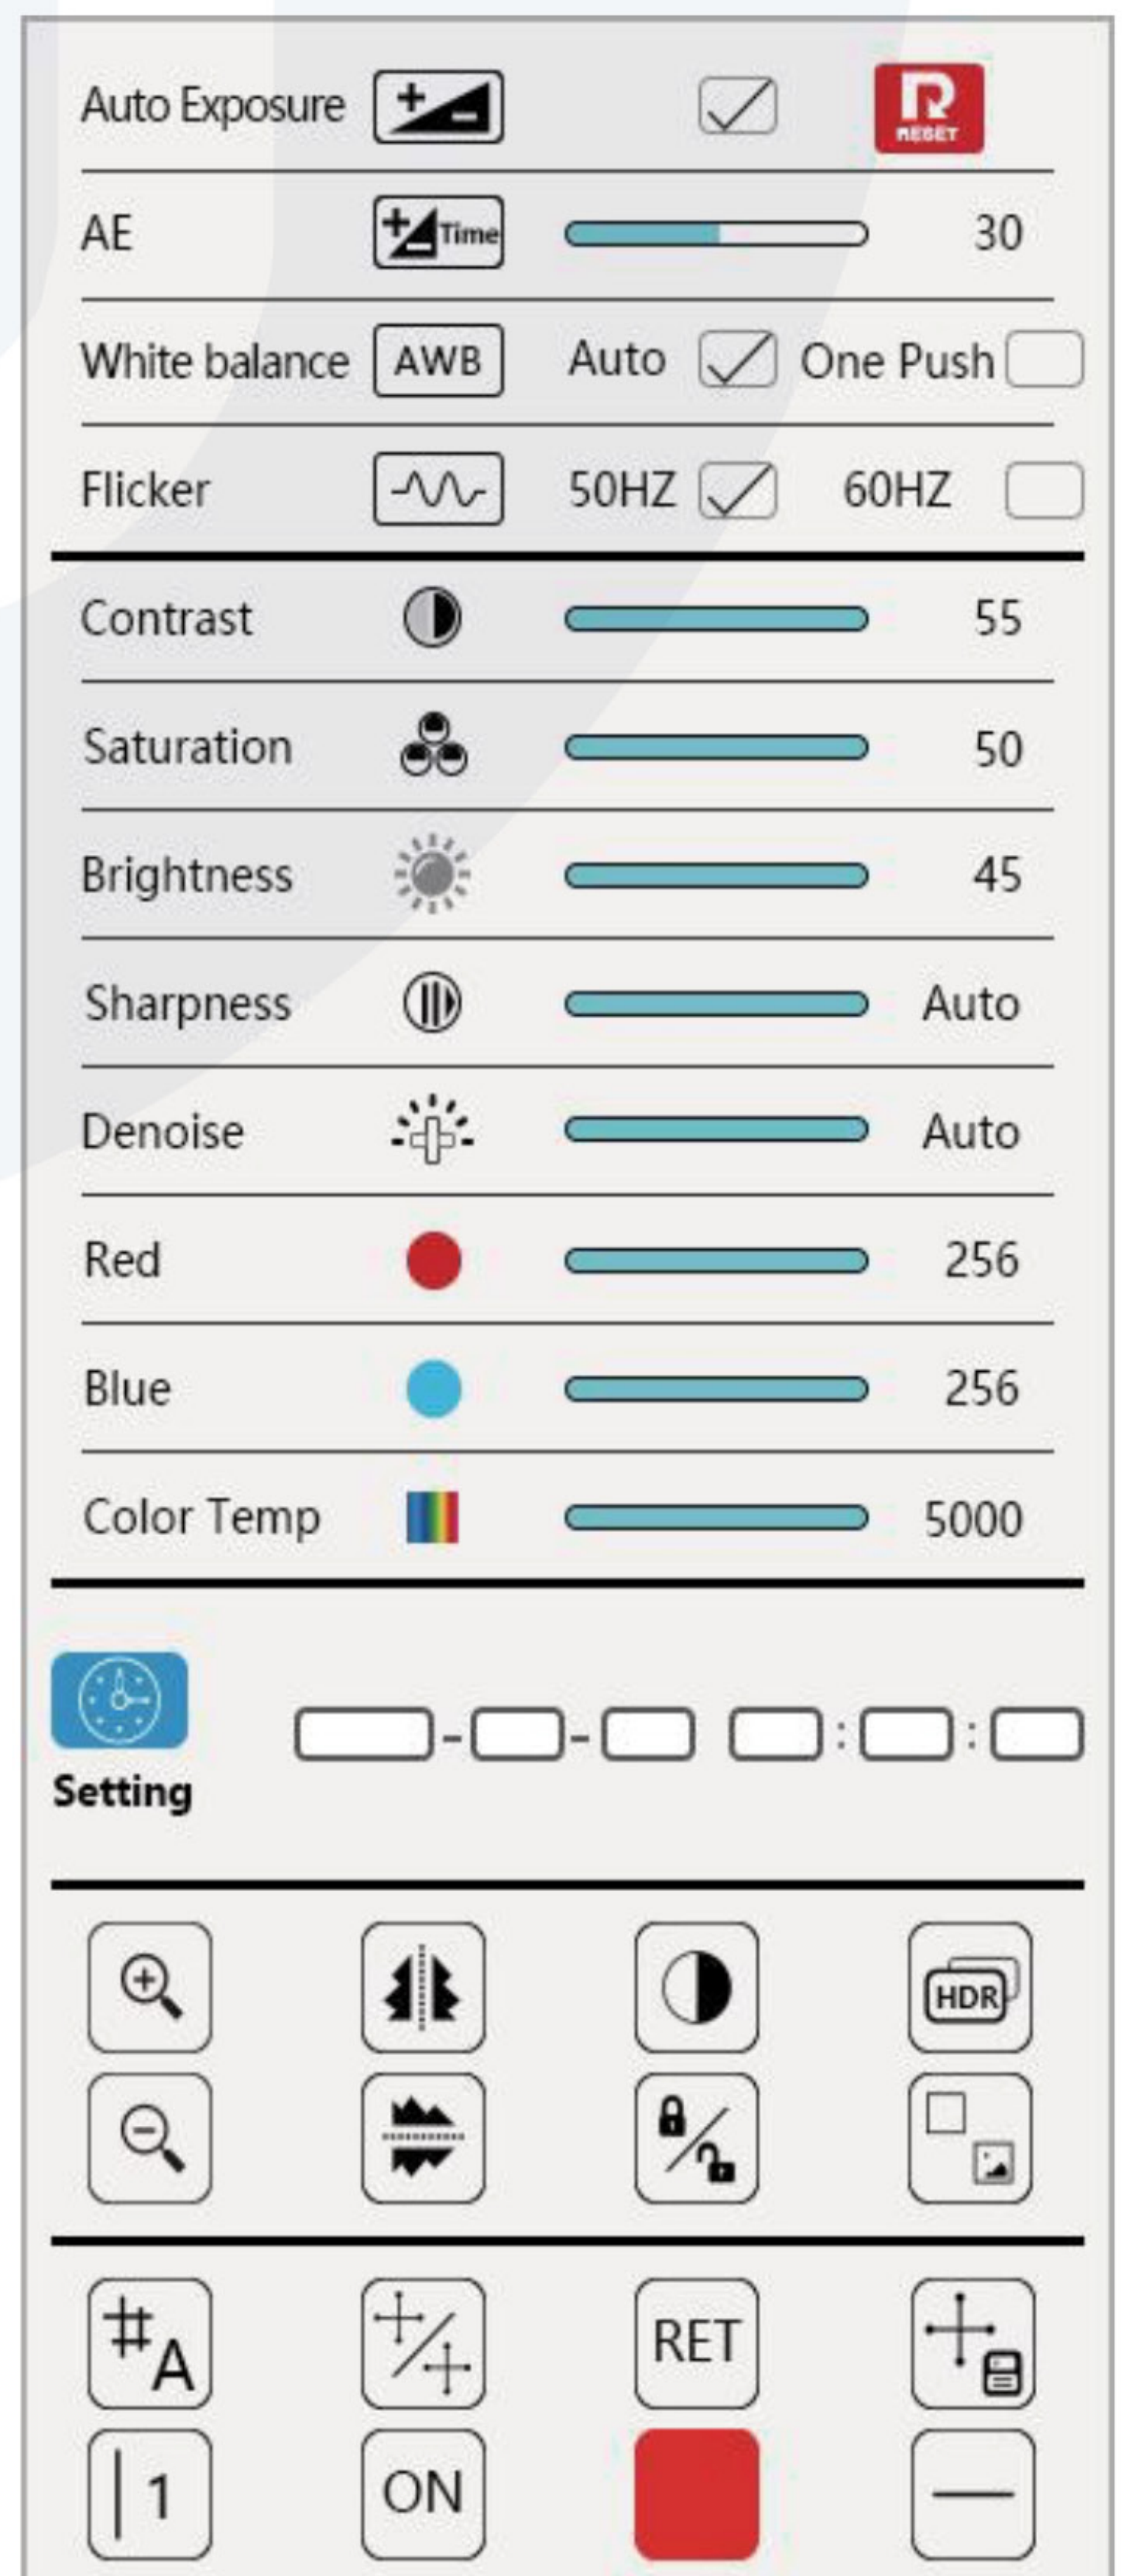 Auto Exposure RESET
AE Time 30
White balance AWB Auto One Push
Flicker 50HZ 60HZ
Contrast 55
Saturation 50
Brightness 45
Sharpness Auto
Denoise Auto
Red 256
Blue 256
Color Temp 5000
- - : :
Setting
HDR
#A RET
1 ON